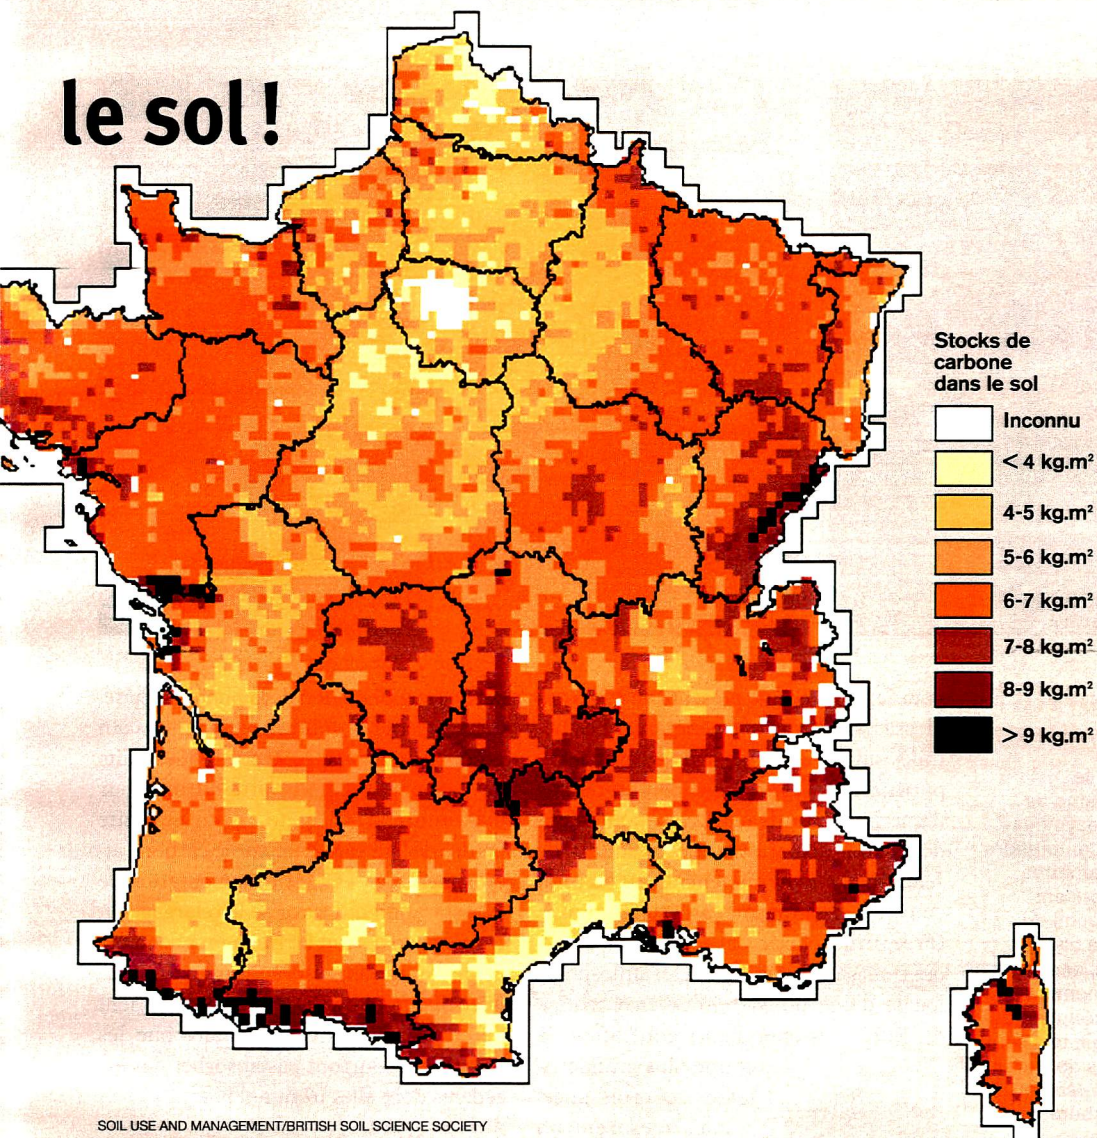 le sol !
Stocks de
carbone
dans le sol
Inconnu
< 4 kg.m²
4-5 kg.m²
5-6 kg.m²
6-7 kg.m²
7-8 kg.m²
8-9 kg.m²
> 9 kg.m²
SOIL USE AND MANAGEMENT/BRITISH SOIL SCIENCE SOCIETY